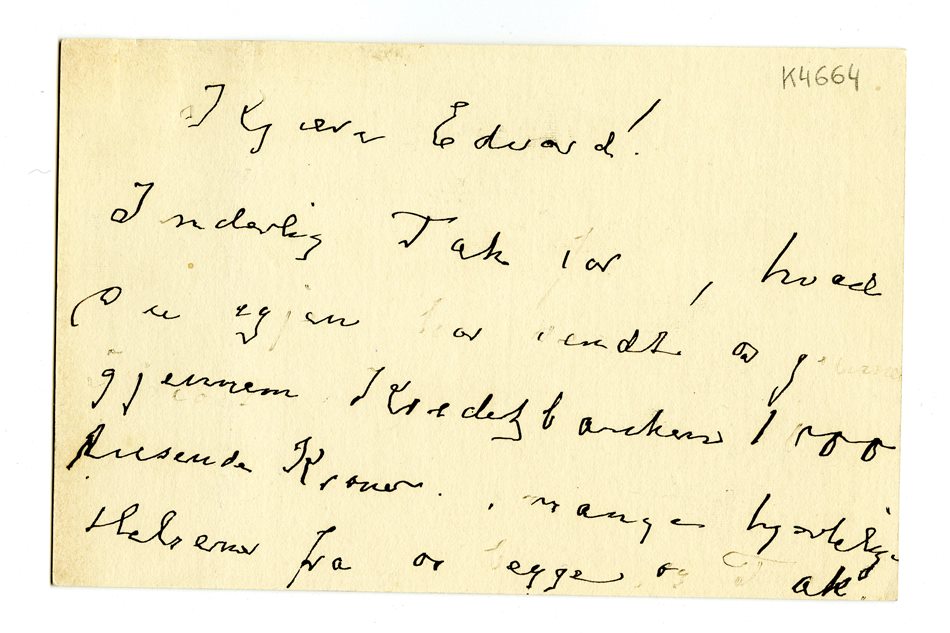 K4664
Kjære Edvard!
Inderlig Tak for, hvad
Du igjen har sendt os
gjennem Kreditbanken 1000
tusende Kroner. mange hjertelige
Hilsener fra os begge og Tak